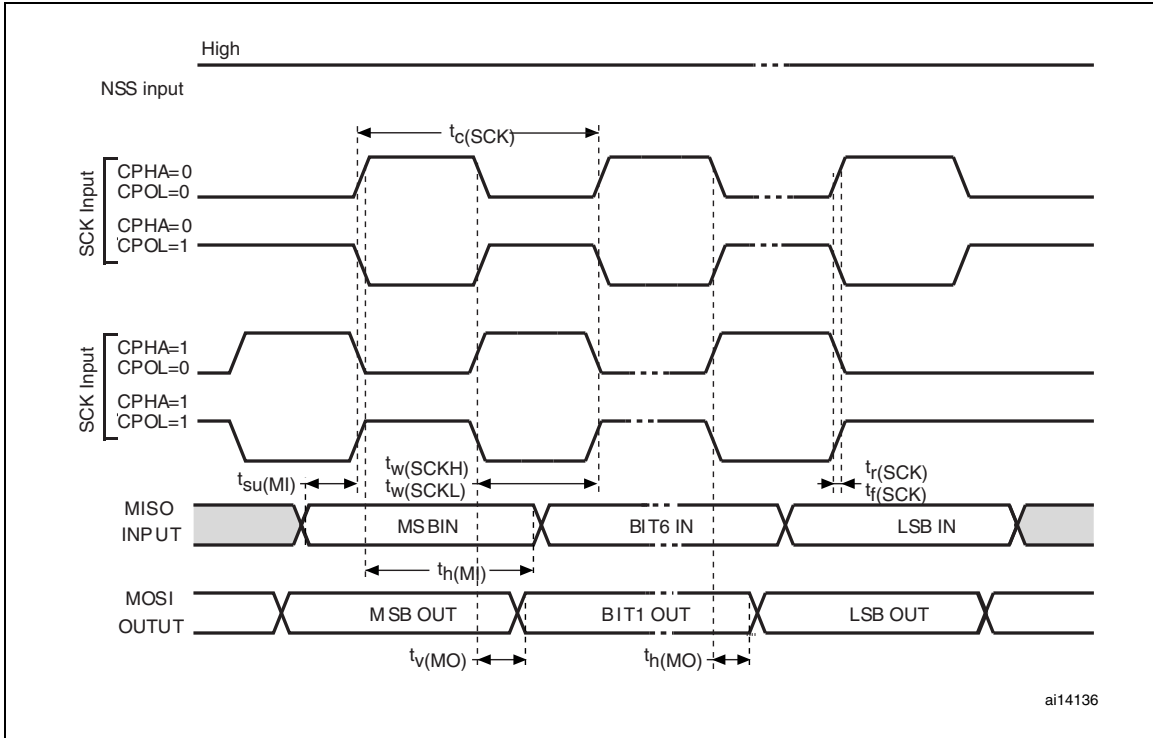 High
NSS input
tc(SCK)
SCK Input
CPHA=0
CPOL=0
CPHA=0
CPOL=1
SCK Input
CPHA=1
CPOL=0
CPHA=1
CPOL=1
tsu(MI)
tw(SCKH)
tw(SCKL)
tr(SCK)
tf(SCK)
MISO
INPUT
MSBIN
BIT6 IN
LSB IN
th(MI)
MOSI
OUTUT
MSB OUT
BIT1 OUT
LSB OUT
tv(MO)
th(MO)
ai14136